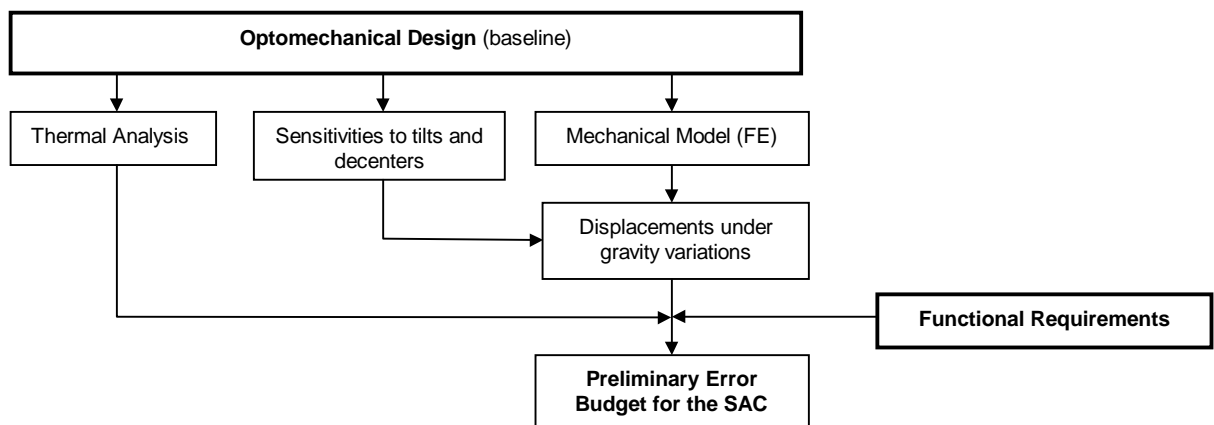 Optomechanical Design (baseline)
Thermal Analysis
Sensitivities to tilts and
decenters
Mechanical Model (FE)
Displacements under
gravity variations
Functional Requirements
Preliminary Error
Budget for the SAC